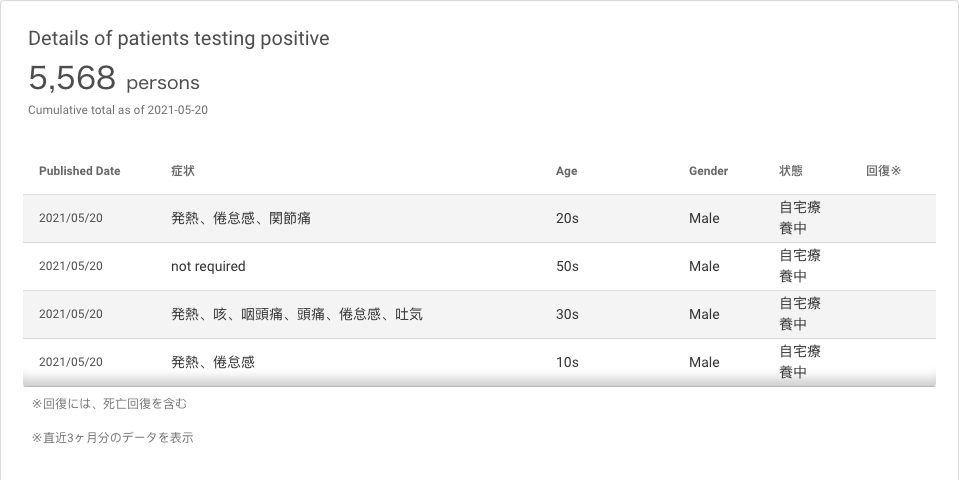 Details of patients testing positive
5,568 persons
Cumulative total as of 2021-05-20
Published Date 症状 Age Gender 状態 回復※
2021/05/20 発熱、倦怠感、関節痛 20s Male 自宅療
養中
2021/05/20 not required 50s Male 自宅療
養中
2021/05/20 発熱、咳、咽頭痛、頭痛、倦怠感、吐気 30s Male 自宅療
養中
2021/05/20 発熱、倦怠感 10s Male 自宅療
養中
※回復には、死亡回復を含む
※直近3ヶ月分のデータを表示